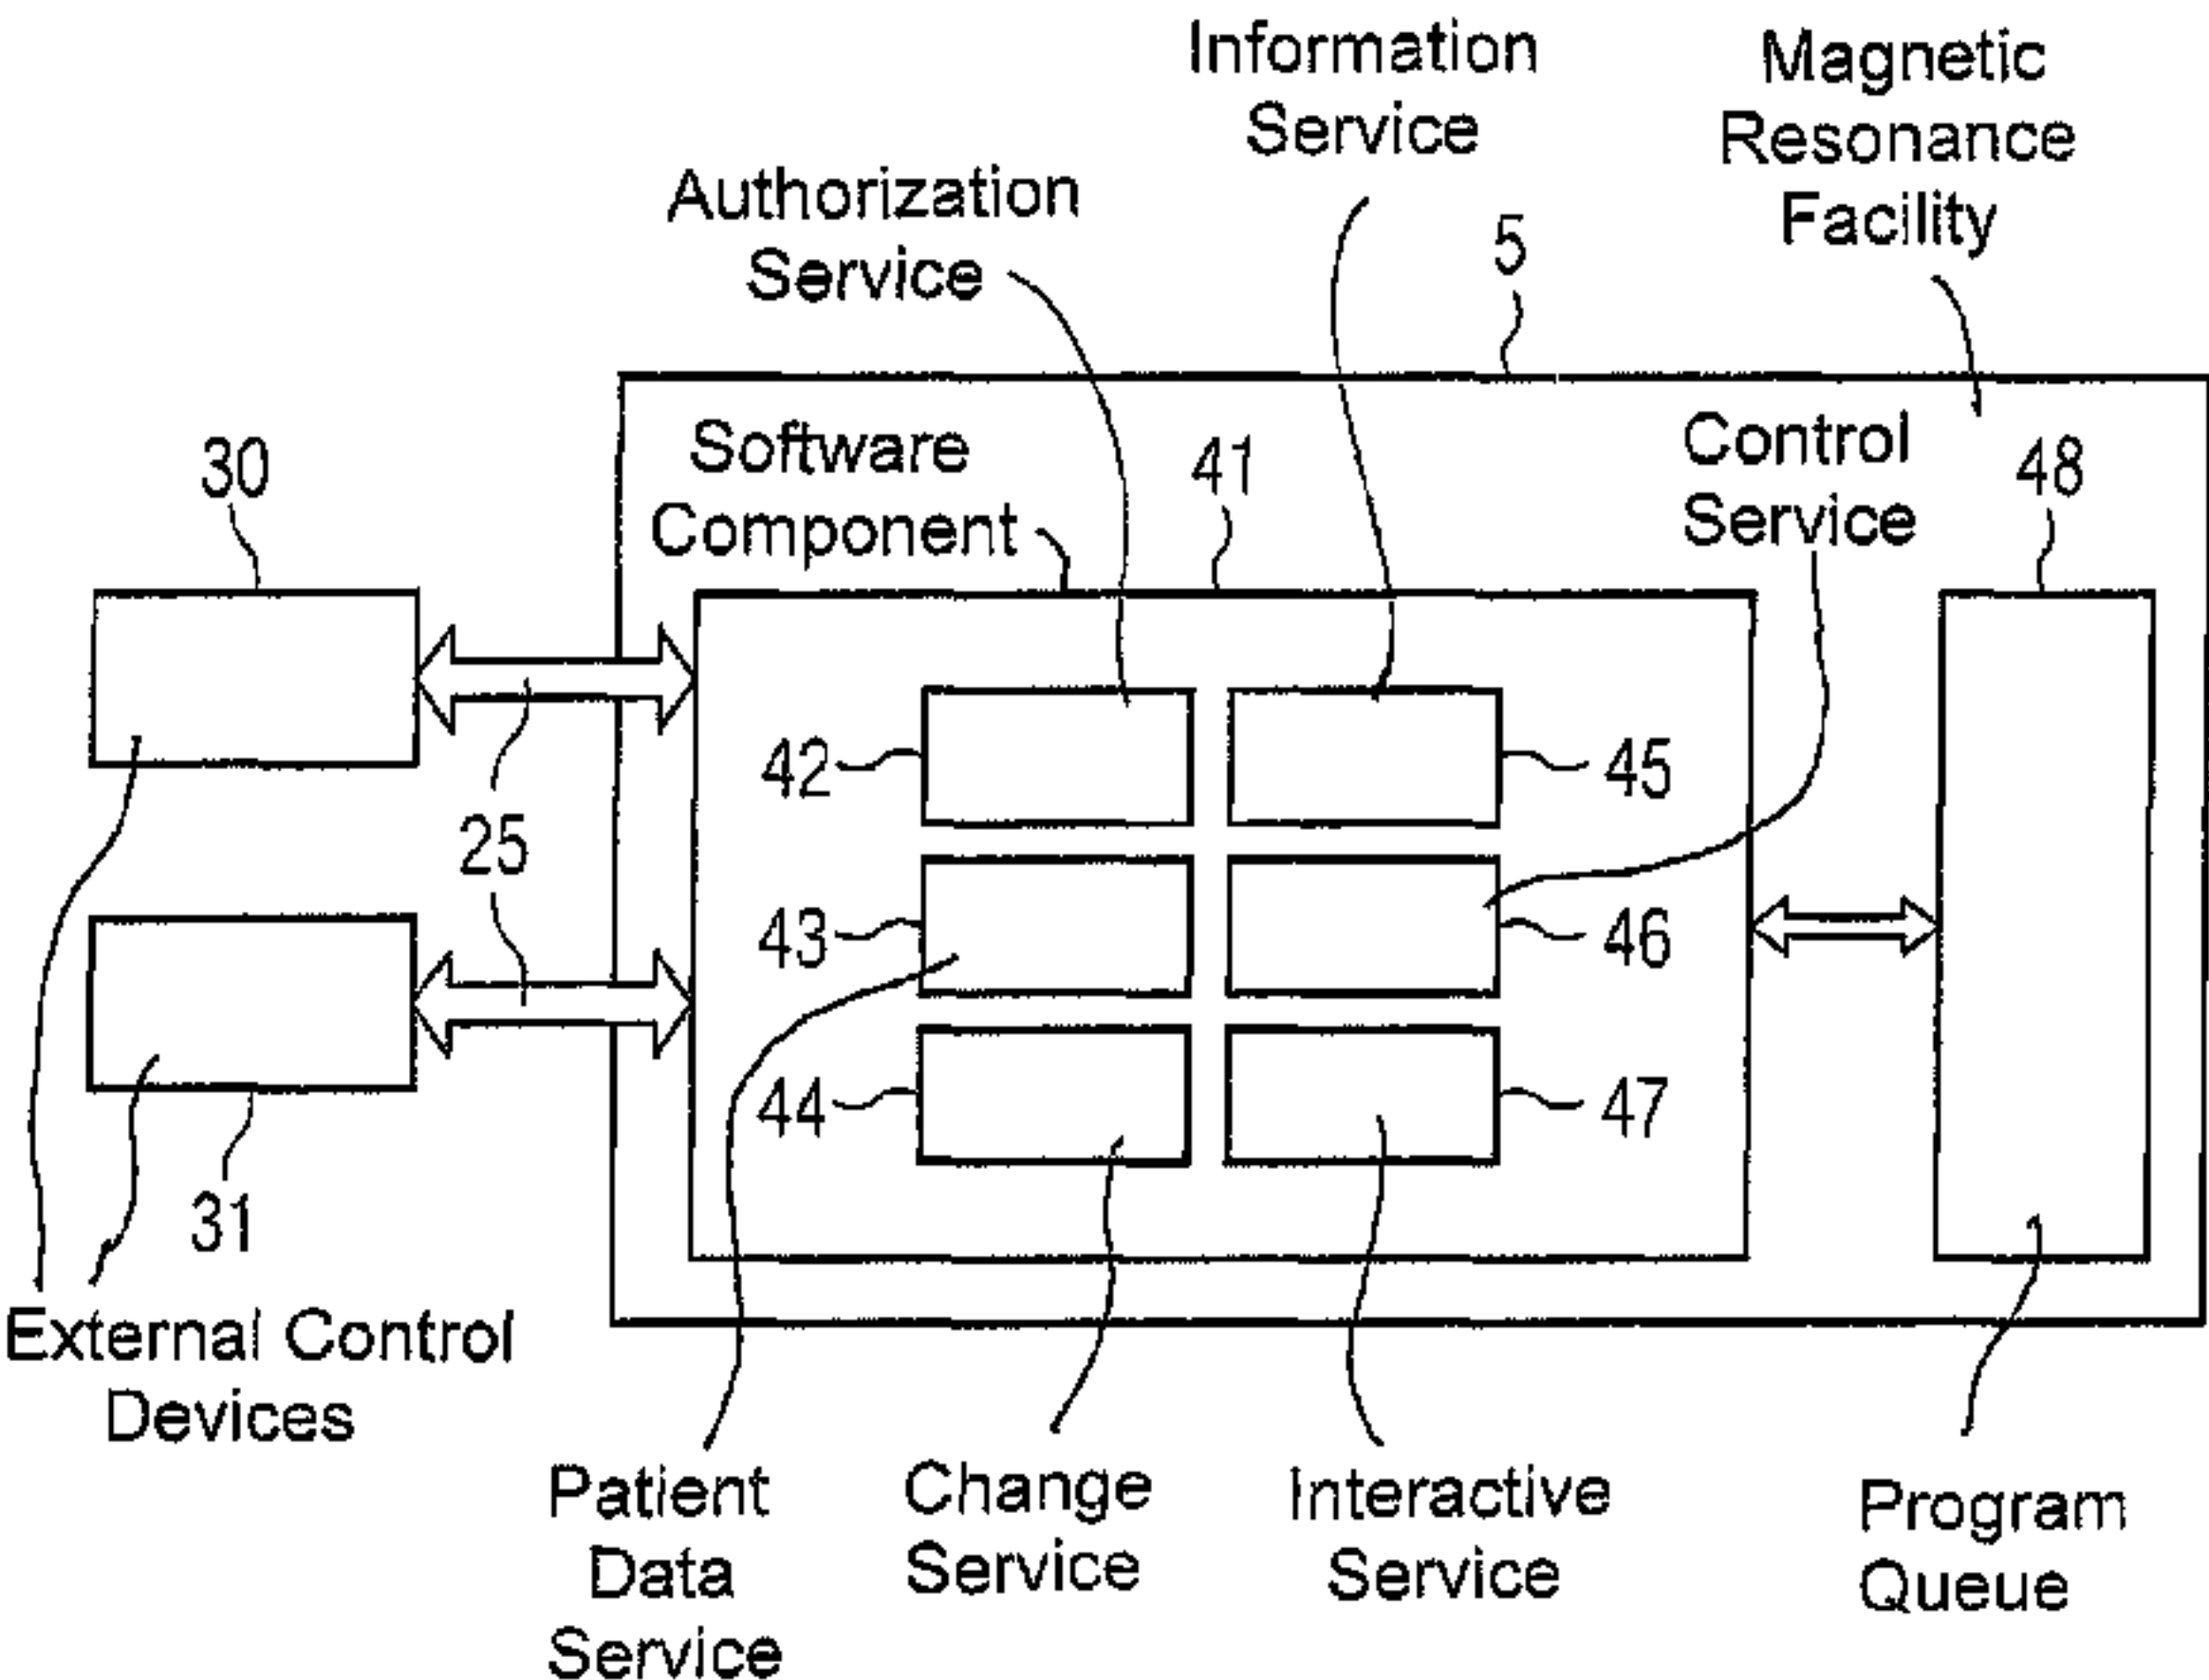 Information
Service
Magnetic
Resonance
Facility
Authorization
Service
5
Software
Component
41
Control
Service
48
30
42
45
25
43
46
44
47
31
External Control
Devices
Patient
Data
Service
Change
Service
Interactive
Service
Program
Queue